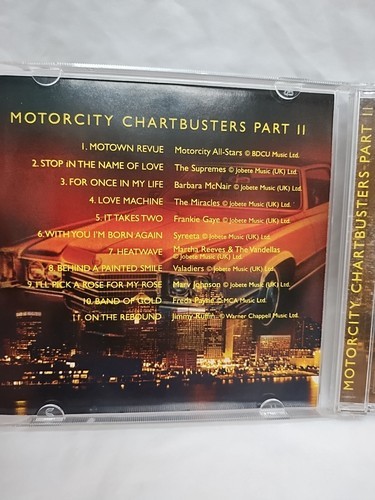 MOTORCITY CHARTBUSTERS PART II
1. MOTOWN REVUE Motorcity All-Stars © BDCU Music Ltd.
2. STOP iN THE NAME OF LOVE The Supremes © Jobete Music (UK) Ltd.
3. FOR ONCE IN MY LIFE Barbara McNair © Jobete Music (UK) Ltd.
4. LOVE MACHINE The Miracles © Jobete Music (UK) Ltd.
5. IT TAKES TWO Frankie Gaye © Jobete Music (UK) Ltd.
6. WITH YOU I'M BORN AGAIN Syreeta © Jobete Music (UK) Ltd.
7. HEATWAVE Martha Reeves & The Vandellas
© Jobete Music (UK) Ltd.
8. BEHIND A PAINTED SMILE Valadiers © Jobete Music (UK) Ltd.
9. I'LL PICK A ROSE FOR MY ROSE Marv Johnson © Jobete Music (UK) Ltd.
10. BAND OF GOLD Freda Payne © MCA Music Ltd.
11. ON THE REBOUND Jimmy Ruffin © Warner Chappell Music Ltd.
MOTORCITY CHARTBUSTERS PART II